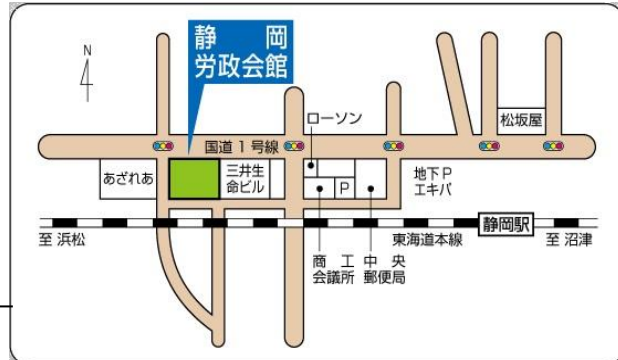 静岡
労政会館
N
ローソン
松坂屋
国道1号線
あざれあ
三井生
命ビル
P
地下P
エキパ
静岡駅
至 浜松
東海道本線
至 沼津
商工
会議所
中央
郵便局